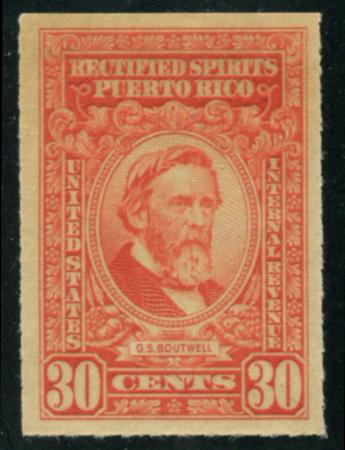 RECTIFIED SPIRITS
PUERTO RICO
UNITED STATES
INTERNAL REVENUE
G.S. BOUTWELL
30 CENTS 30